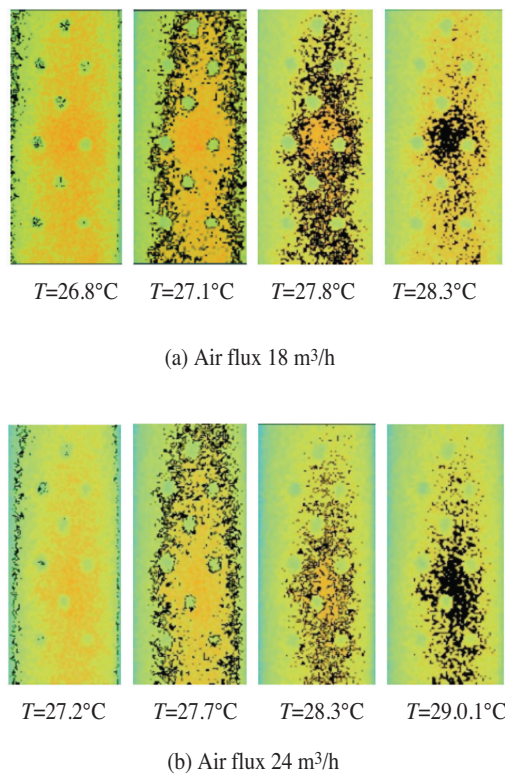 T=26.8°C T=27.1°C T=27.8°C T=28.3°C
(a) Air flux 18 m³/h
T=27.2°C T=27.7°C T=28.3°C T=29.0.1°C
(b) Air flux 24 m³/h